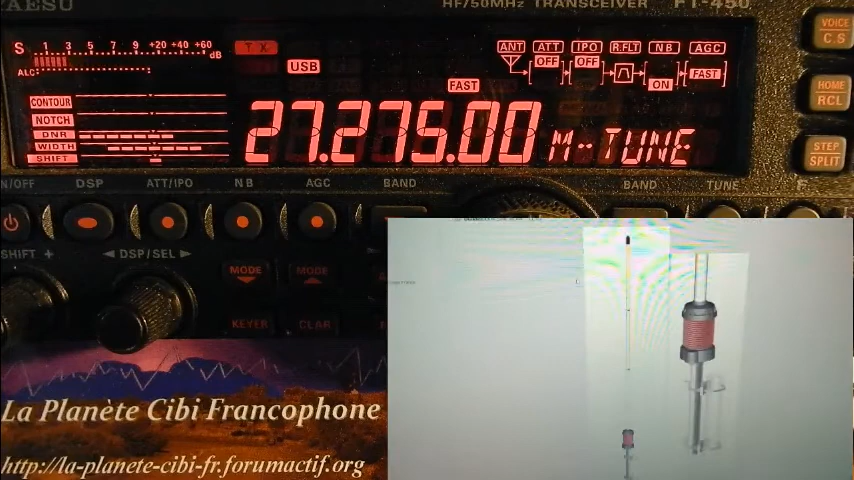 AESU
HF/50MHz TRANSCEIVER FT-450
S 1 3 5 7 9 +20 +40 +60 dB
ALC
TX
USB
ANT ATT IPO R.FLT NB AGC
OFF OFF ON FAST
FAST
CONTOUR
NOTCH
DNR
WIDTH
SHIFT
27.275.00 M-TUNE
VOICE
C.S
HOME
RCL
STEP
SPLIT
N/OFF DSP ATT/IPO NB AGC BAND BAND TUNE F
SHIFT + ◄ DSP/SEL ►
MODE MODE
KEYER CLAR
La Planète Cibi Francophone
http://la-planete-cibi-fr.forumactif.org